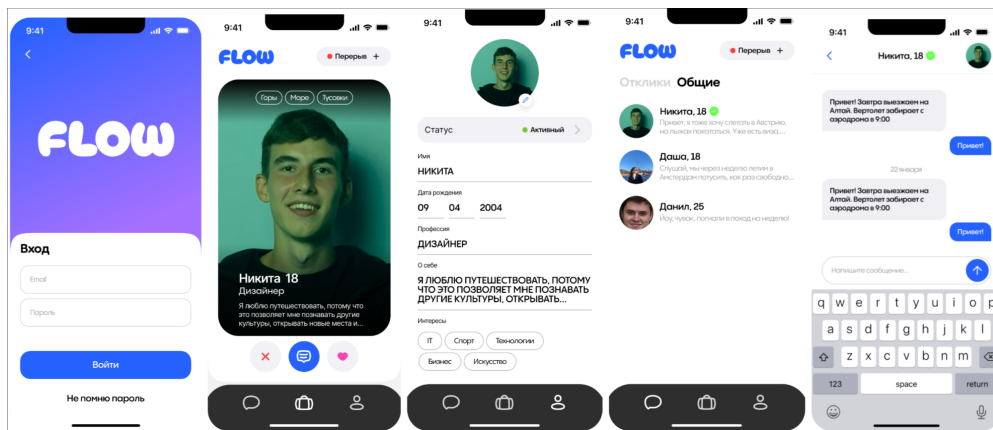 9:41
FLOW
Вход
Email
Пароль
Войти
Не помню пароль
9:41
FLOW
Перерыв +
Горы
Море
Тусовки
Никита 18
Дизайнер
Я люблю путешествовать, потому что
это позволяет мне познавать другие
культуры, открывать новые места и...
9:41
Статус
Активный
Имя
НИКИТА
Дата рождения
09 04 2004
Профессия
ДИЗАЙНЕР
О себе
Я ЛЮБЛЮ ПУТЕШЕСТВОВАТЬ, ПОТОМУ
ЧТО ЭТО ПОЗВОЛЯЕТ МНЕ ПОЗНАВАТЬ
ДРУГИЕ КУЛЬТУРЫ, ОТКРЫВАТЬ...
Интересы
IT
Спорт
Технологии
Бизнес
Искусство
9:41
FLOW
Перерыв +
Отклики Общие
Никита, 18
Привет, я тоже хочу слетать в Австрию,
на лыжах покататься. Уже есть виза,...
Даша, 18
Слушай, мы через неделю летим в
Амстердам потусить, как раз свободно...
Данил, 25
Йоу, чувак, погнали в поход на неделю!
9:41
Никита, 18
Привет! Завтра выезжаем на
Алтай. Вертолет забирает с
аэродрома в 9:00
Привет!
22 января
Привет! Завтра выезжаем на
Алтай. Вертолет забирает с
аэродрома в 9:00
Привет!
Напишите сообщение...
q w e r t y u i o p
a s d f g h j k l
z x c v b n m
123 space return